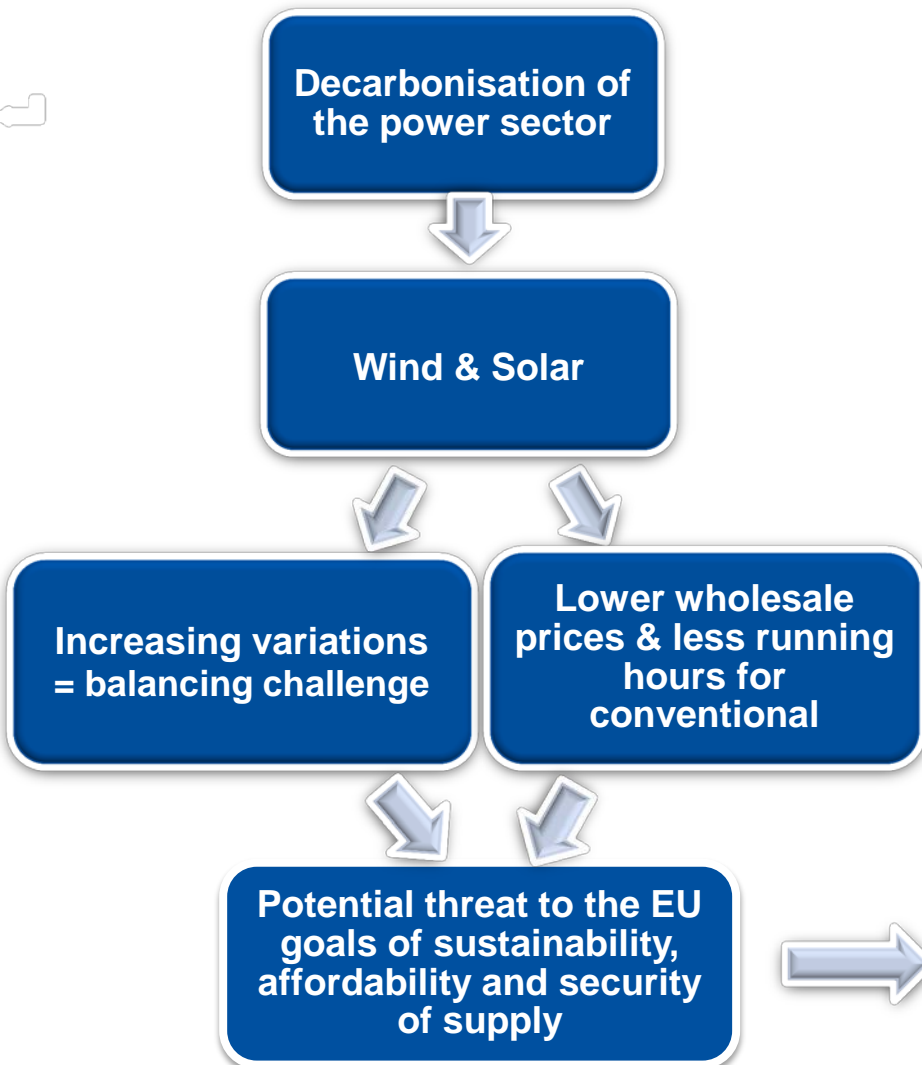 Decarbonisation of
the power sector
Wind & Solar
Increasing variations
= balancing challenge
Lower wholesale
prices & less running
hours for
conventional
Potential threat to the EU
goals of sustainability,
affordability and security
of supply